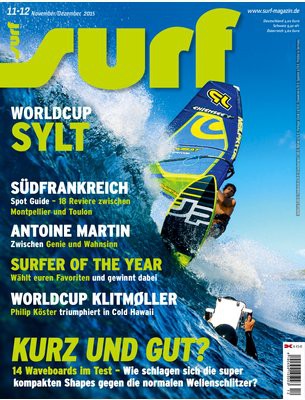 11-12 November/Dezember 2015
www.surf-magazin.de
surf
WORLDCUP
SYLT
SÜDFRANKREICH
Spot Guide – 18 Reviere zwischen
Montpellier und Toulon
ANTOINE MARTIN
Zwischen Genie und Wahnsinn
SURFER OF THE YEAR
Wählt euren Favoriten und gewinnt dabei
WORLDCUP KLITMØLLER
Philip Köster triumphiert in Cold Hawaii
KURZ UND GUT?
14 Waveboards im Test – Wie schlagen sich die super
kompakten Shapes gegen die normalen Wellenschlitzer?